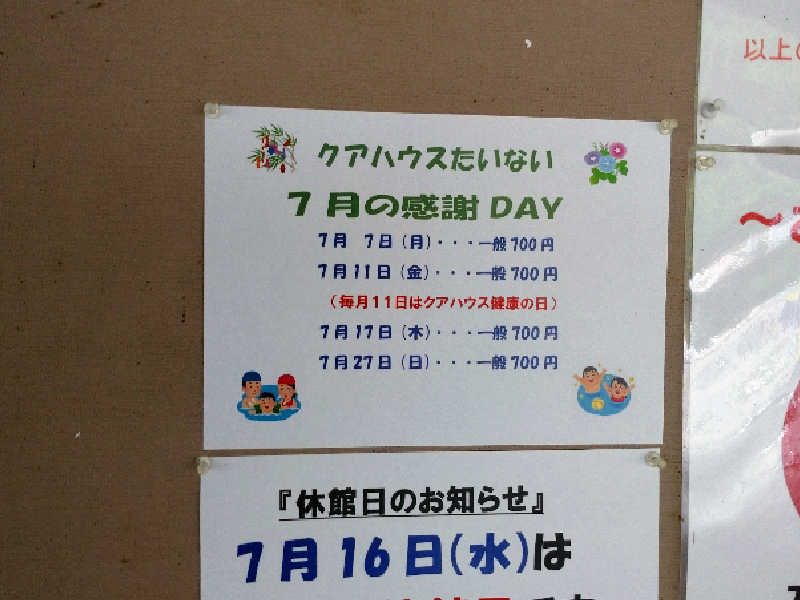 クアハウスたいない
7月の感謝DAY
7月 7日(月)・・・一般700円
7月11日(金)・・・一般700円
(毎月11日はクアハウス健康の日)
7月17日(木)・・・一般700円
7月27日(日)・・・一般700円
『休館日のお知らせ』
7月16日(水)は
以上